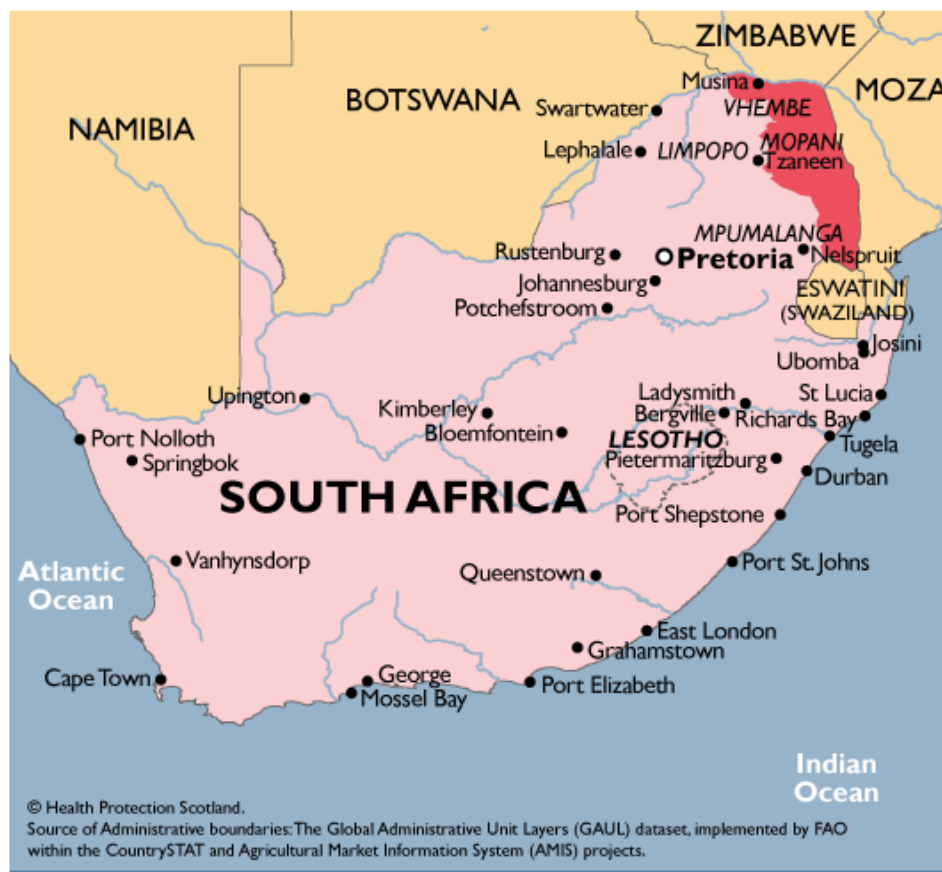 ZIMBABWE
Musina
MOZA
BOTSWANA
VHEMBE
Swartwater
NAMIBIA
MOPANI
Lephalale
LIMPOPO
Tzaneen
MPUMALANGA
Rustenburg
Pretoria
Nelspruit
Johannesburg
ESWATINI
(SWAZILAND)
Potchefstroom
Josini
Ubomba
Upington
Ladysmith
St Lucia
Kimberley
Bergville
Richards Bay
Bloemfontein
Port Nolloth
LESOTHO
Tugela
Springbok
Pietermaritzburg
Durban
SOUTH AFRICA
Port Shepstone
Vanhynsdorp
Queenstown
Port St. Johns
Atlantic
Ocean
East London
Grahamstown
Cape Town
George
Port Elizabeth
Mossel Bay
Indian
Ocean
© Health Protection Scotland.
Source of Administrative boundaries: The Global Administrative Unit Layers (GAUL) dataset, implemented by FAO
within the CountrySTAT and Agricultural Market Information System (AMIS) projects.